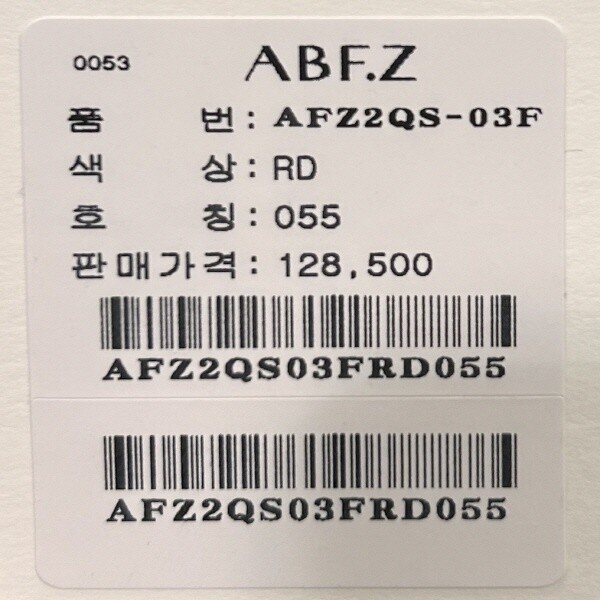 0053 ABF.Z
품 번: AFZ2QS-03F
색 상: RD
호 칭: 055
판매가격: 128,500
AFZ2QS03FRD055
AFZ2QS03FRD055